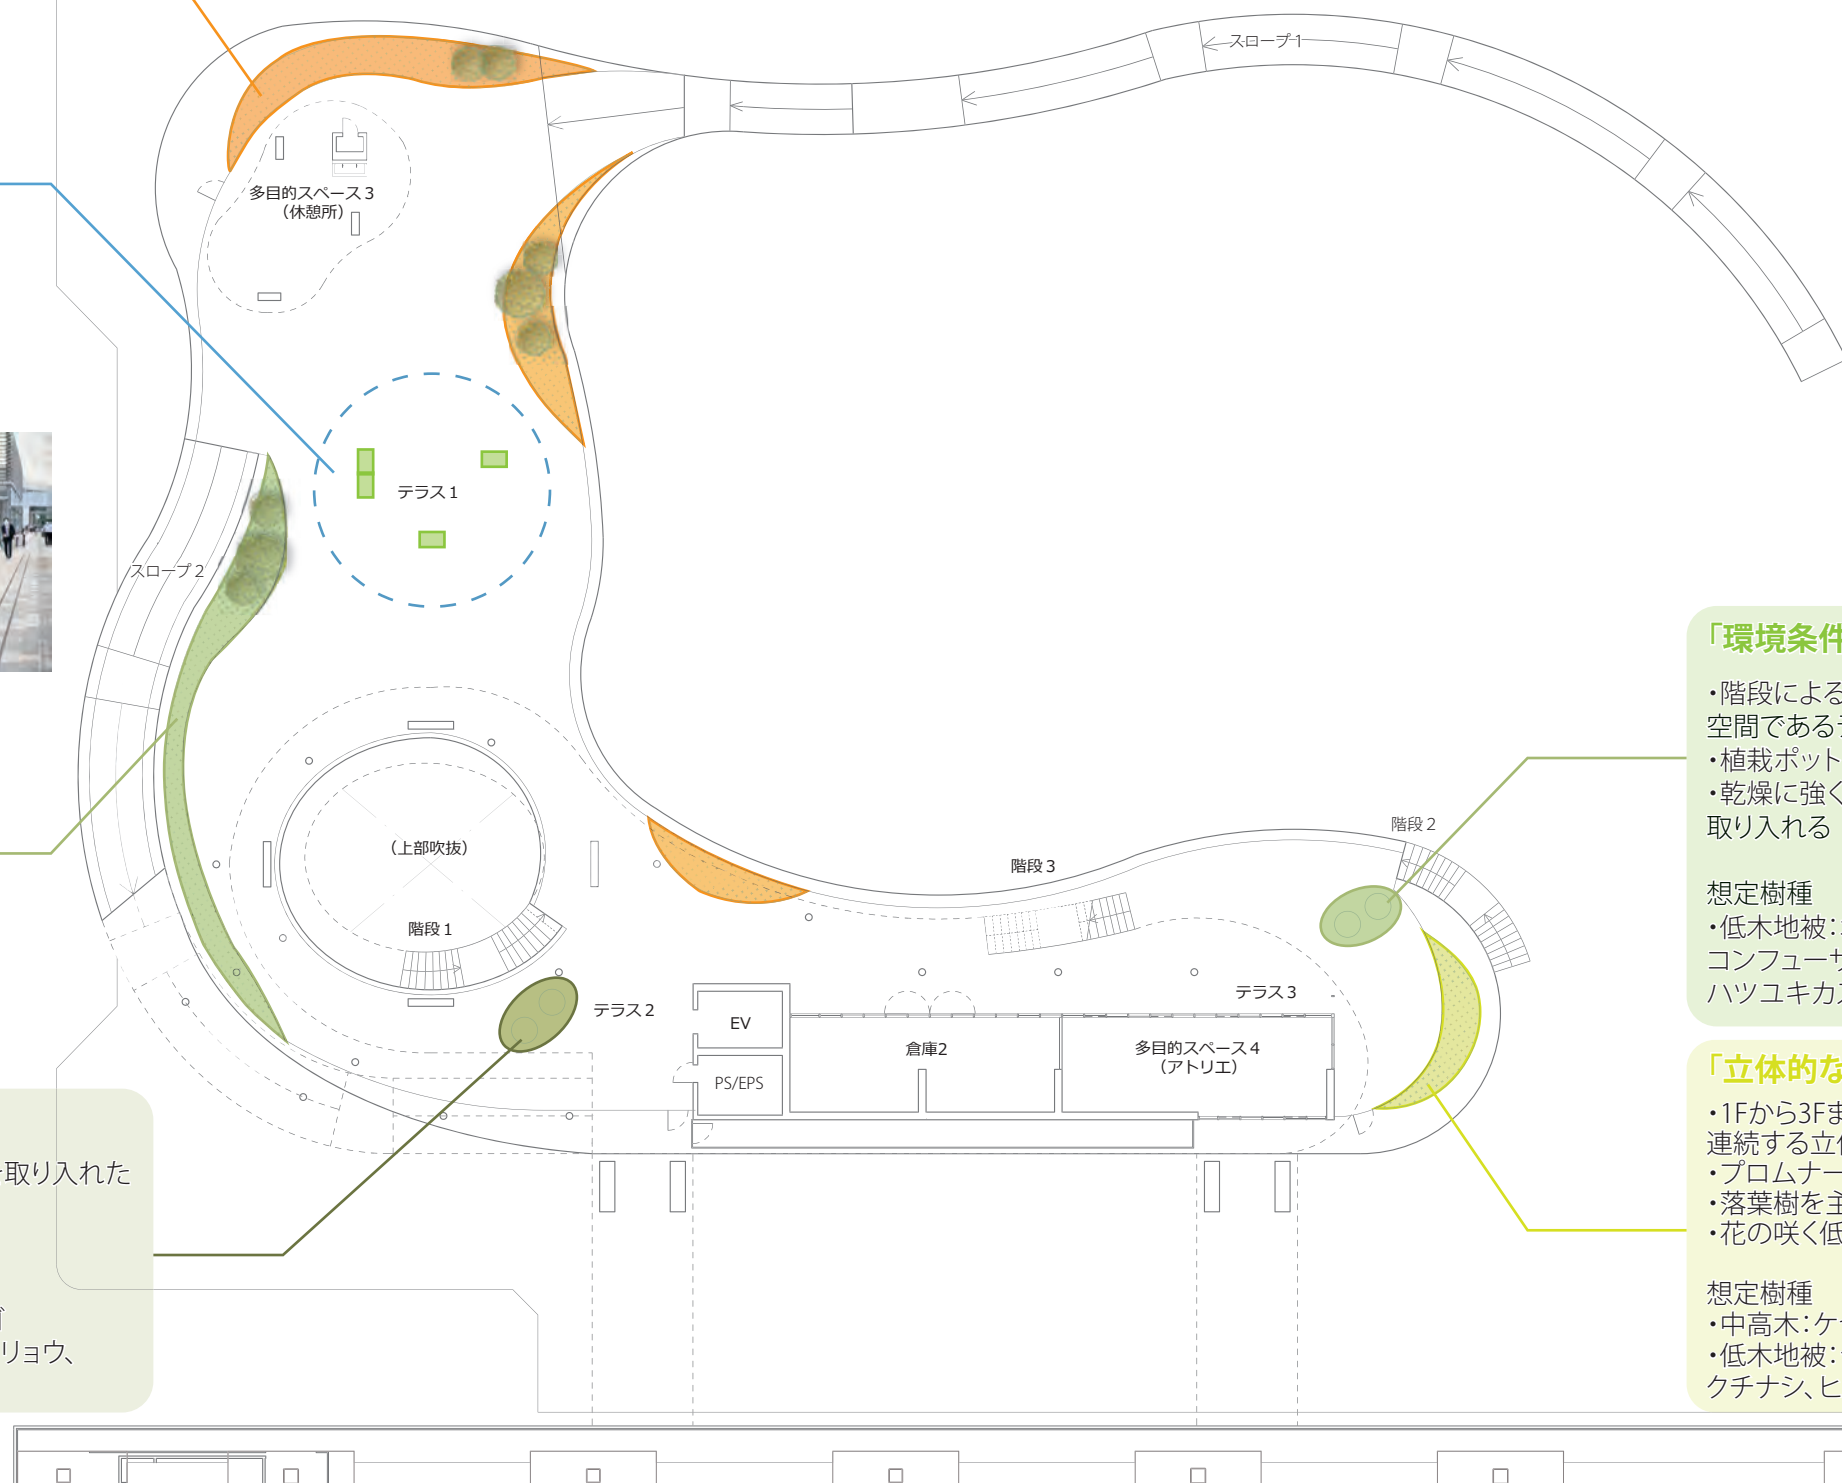 スロープ1
多目的スペース3
（休憩所）
テラス1
スロープ2
（上部吹抜）
階段1
階段3
階段2
テラス2
テラス3
EV
PS/EPS
倉庫2
多目的スペース4
（アトリエ）
「環境条件
・階段による
空間である
・植栽ポット
・乾燥に強く
取り入れる
想定樹種
・低木地被：
コンフューサ
ハツユキカズ
「立体的な
・1Fから3Fま
連続する立体
・プロムナー
・落葉樹を主
・花の咲く低
想定樹種
・中高木：ケヤ
・低木地被：
クチナシ、ヒ
取り入れた
リョウ、